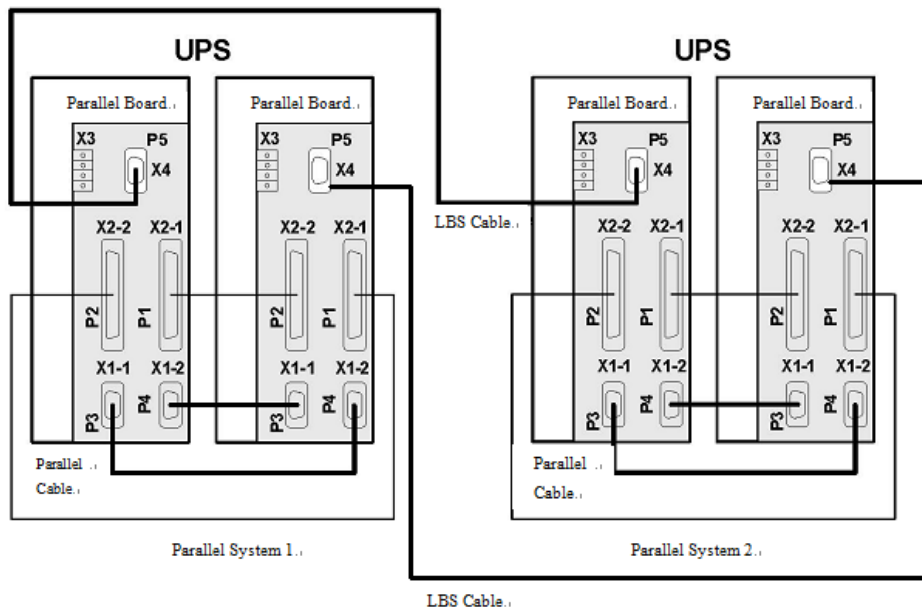 UPS
UPS
Parallel Board.
Parallel Board.
Parallel Board.
Parallel Board.
X3 P5
X3 P5
X3 P5
X3 P5
X4
X4
X4
X4
LBS Cable.
X2-2 X2-1
X2-2 X2-1
X2-2 X2-1
X2-2 X2-1
P2 P1
P2 P1
P2 P1
P2 P1
X1-1 X1-2
X1-1 X1-2
X1-1 X1-2
X1-1 X1-2
P3 P4
P3 P4
P3 P4
P3 P4
Parallel .
Cable.
Parallel .
Cable.
Parallel System 1.
Parallel System 2.
LBS Cable.